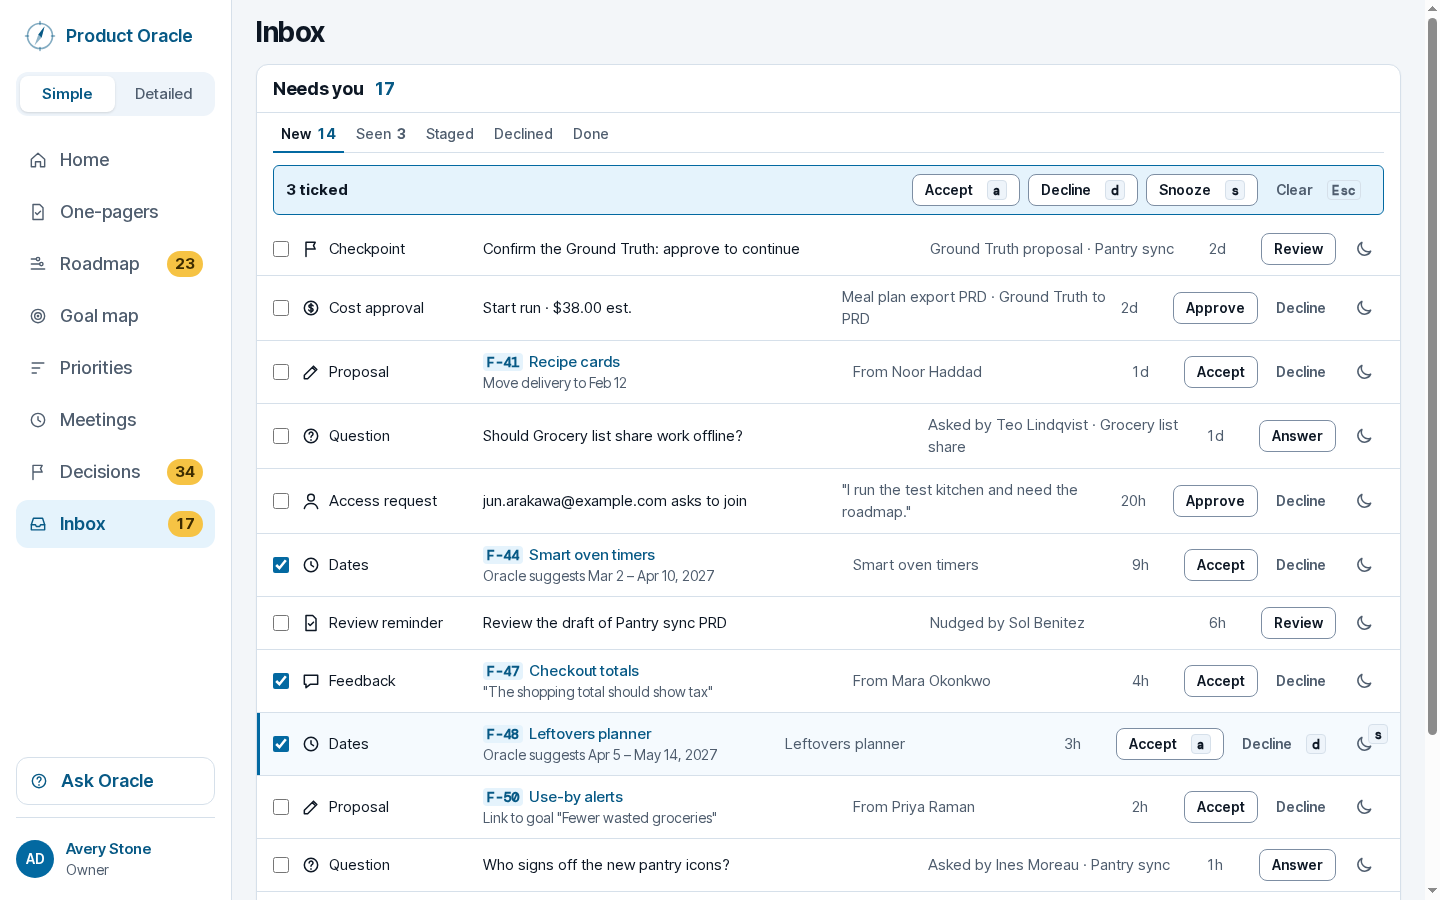 Product Oracle
Simple Detailed
Home
One-pagers
Roadmap 23
Goal map
Priorities
Meetings
Decisions 34
Inbox 17
Ask Oracle
AD Avery Stone
Owner
Inbox
Needs you 17
New 14 Seen 3 Staged Declined Done
3 ticked Accept a Decline d Snooze s Clear Esc
Checkpoint Confirm the Ground Truth: approve to continue Ground Truth proposal · Pantry sync 2d Review
Cost approval Start run · $38.00 est. Meal plan export PRD · Ground Truth to 2d Approve Decline
PRD
Proposal F-41 Recipe cards From Noor Haddad 1d Accept Decline
Move delivery to Feb 12
Question Should Grocery list share work offline? Asked by Teo Lindqvist · Grocery list 1d Answer
share
Access request jun.arakawa@example.com asks to join "I run the test kitchen and need the 20h Approve Decline
roadmap."
Dates F-44 Smart oven timers Smart oven timers 9h Accept Decline
Oracle suggests Mar 2 – Apr 10, 2027
Review reminder Review the draft of Pantry sync PRD Nudged by Sol Benitez 6h Review
Feedback F-47 Checkout totals From Mara Okonkwo 4h Accept Decline
"The shopping total should show tax"
Dates F-48 Leftovers planner Leftovers planner 3h Accept a Decline d s
Oracle suggests Apr 5 – May 14, 2027
Proposal F-50 Use-by alerts From Priya Raman 2h Accept Decline
Link to goal "Fewer wasted groceries"
Question Who signs off the new pantry icons? Asked by Ines Moreau · Pantry sync 1h Answer